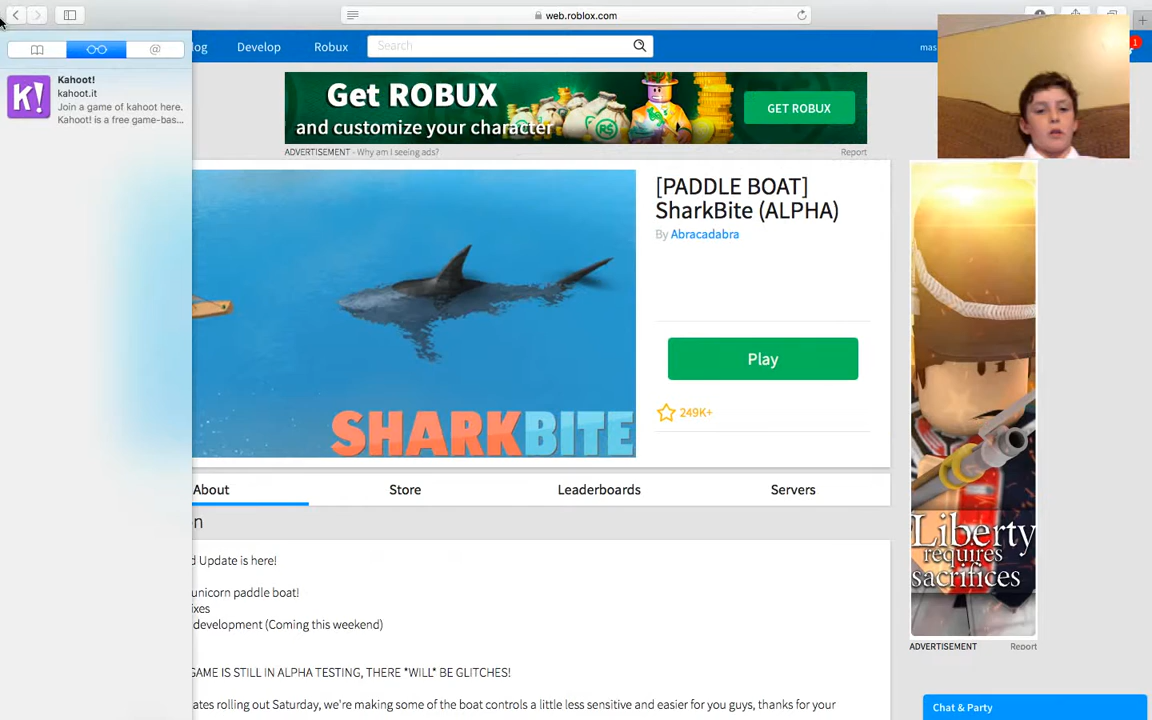 web.roblox.com
log
Develop
Robux
Search
mas
1
@
K!
Kahoot!
kahoot.it
Join a game of kahoot here.
Kahoot! is a free game-bas...
Get ROBUX
and customize your character
GET ROBUX
ADVERTISEMENT - Why am I seeing ads?
Report
[PADDLE BOAT]
SharkBite (ALPHA)
By Abracadabra
Play
249K+
SHARKBITE
About
Store
Leaderboards
Servers
on
d Update is here!
unicorn paddle boat!
ixes
development (Coming this weekend)
GAME IS STILL IN ALPHA TESTING, THERE *WILL* BE GLITCHES!
ates rolling out Saturday, we're making some of the boat controls a little less sensitive and easier for you guys, thanks for your
Liberty
requires
sacrifices
ADVERTISEMENT
Report
Chat & Party